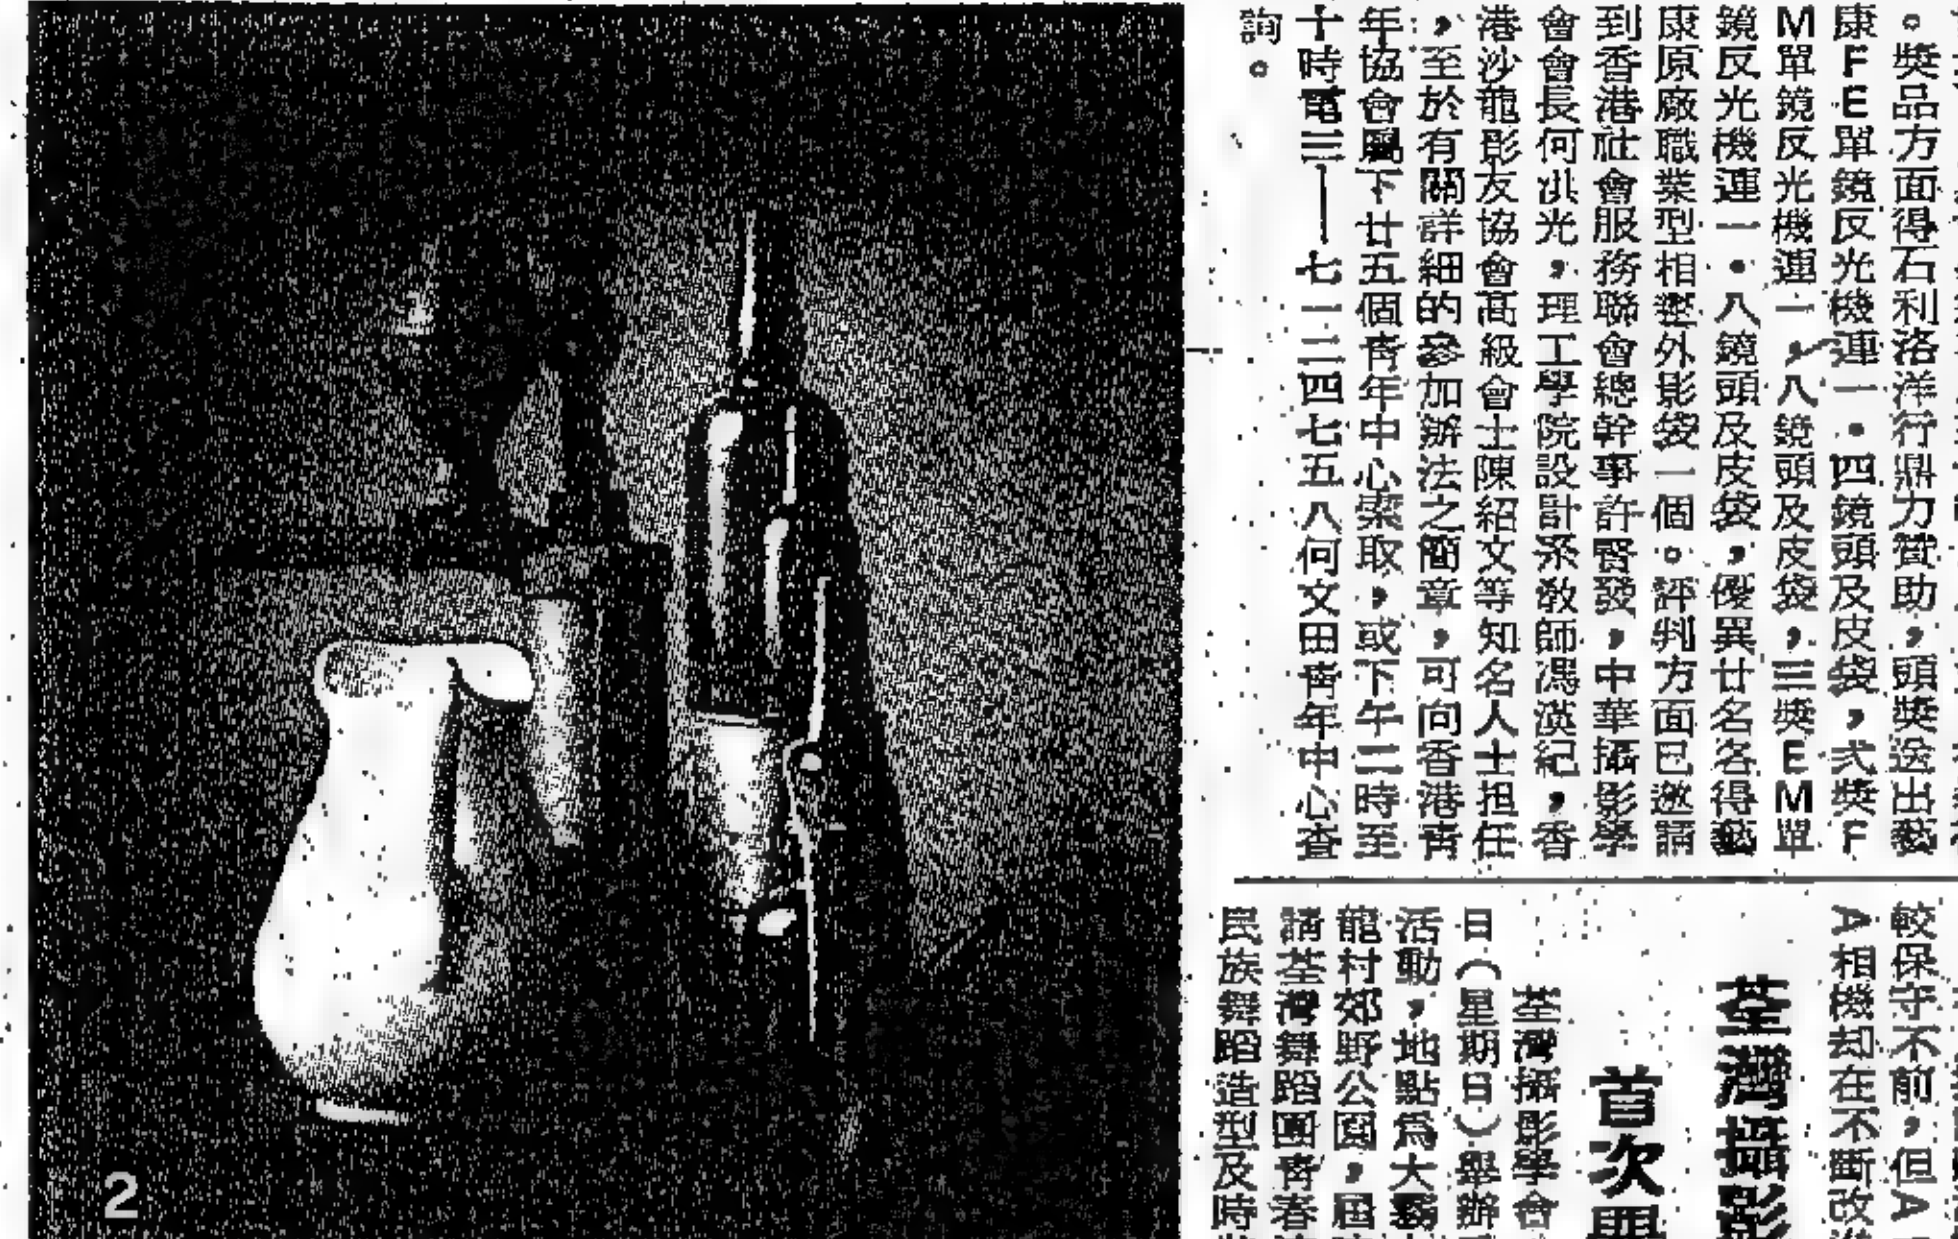 。獎品方面得石利洛洋行鼎力贊助，頭獎送出
康FE單鏡反光機連一．四鏡頭及皮袋，弍獎F
M單鏡反光機連一．八鏡頭及皮袋，三獎EM單
鏡反光機連一．八鏡頭及皮袋，優異廿名各得
康原廠職業型相 外影袋一個。評判方面已邀請
到香港社會服務聯會總幹事許賢發，中華攝影學
會會長何洪光，理工學院設計系教師馮漢紀，香
港沙龍影友協會高級會士陳紹文等知名人士担任
，至於有關詳細的參加辦法之簡章，可向香港青
年協會屬下廿五個青年中心索取，或下午二時至
十時電三——七一二四七五八何文田青年中心查
詢。
較保守不前，但A
A相機却在不斷改進
荃灣攝影
首次
荃灣攝影學會
日（星期日）舉辦
活動，地點為大
龍村郊野公園，屆
請荃灣舞蹈團青春
民族舞蹈造型及時
2